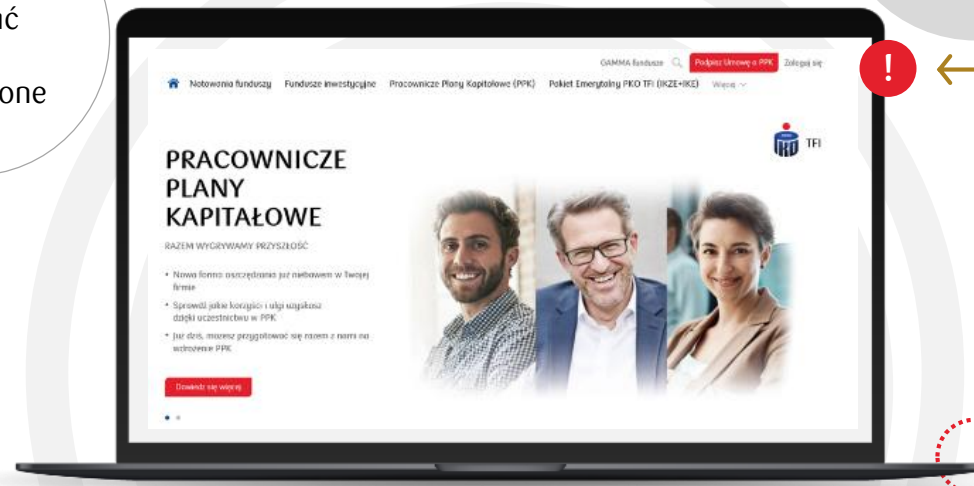 ać
one
GAMMA fundusze Podpisz Umowę o PPK Zaloguj się
Notowania funduszy Fundusze inwestycyjne Pracownicze Plany Kapitałowe (PPK) Pakiet Emerytalny PKO TFI (IKZE+IKE) Więcej
!
TFI
PRACOWNICZE
PLANY
KAPITAŁOWE
RAZEM WYGRYWAMY PRZYSZŁOŚĆ
• Nowa forma oszczędzania już niebawem w Twojej
firmie
• Sprawdź jakie korzyści i ulgi uzyskasz
dzięki uczestnictwu w PPK
• Już dziś, możesz przygotować się razem z nami na
wdrożenie PPK
Dowiedz się więcej